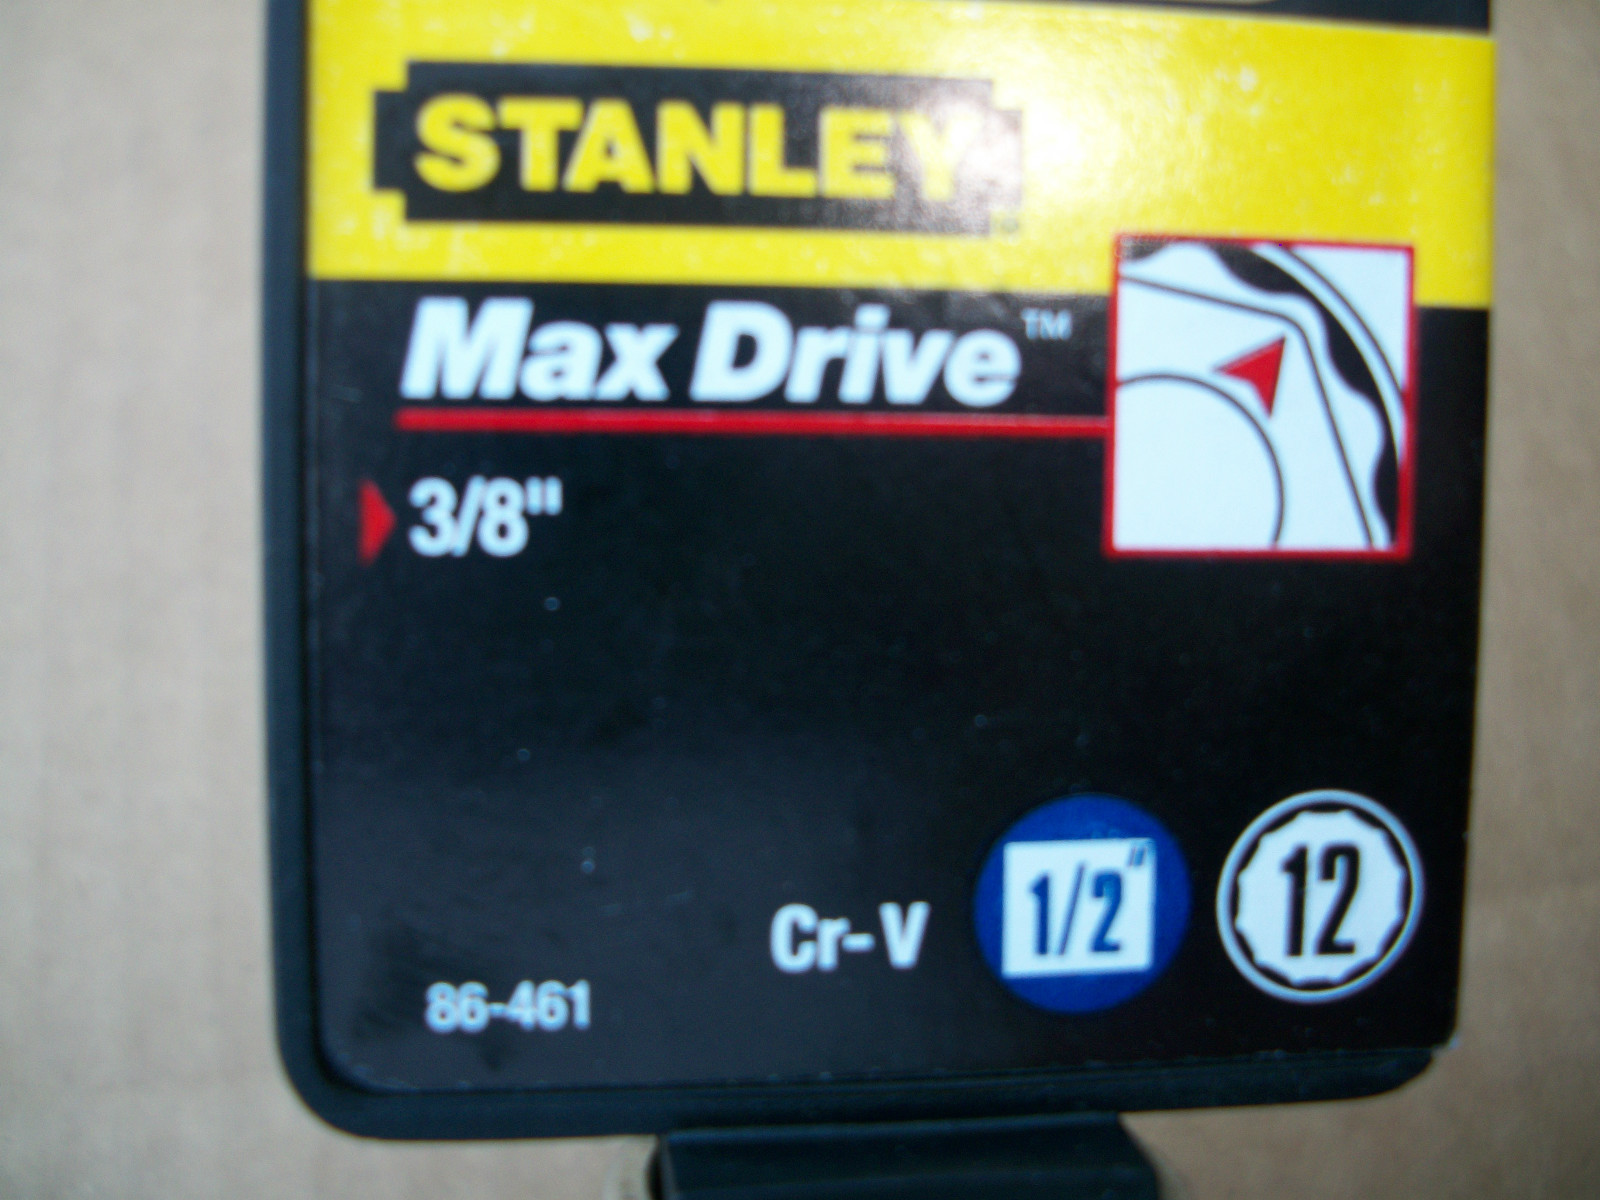 STANLEY
Max Drive™
3/8"
Cr-V
1/2"
12
86-461